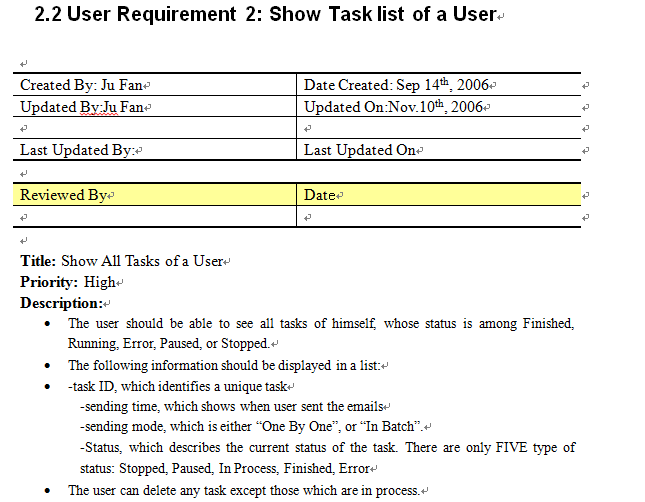 2.2 User Requirement 2: Show Task list of a User
Created By: Ju Fan
Date Created: Sep 14th, 2006
Updated By:Ju Fan
Updated On:Nov.10th, 2006
Last Updated By:
Last Updated On
Reviewed By
Date
Title: Show All Tasks of a User
Priority: High
Description:
• The user should be able to see all tasks of himself, whose status is among Finished,
Running, Error, Paused, or Stopped.
• The following information should be displayed in a list:
• -task ID, which identifies a unique task
-sending time, which shows when user sent the emails
-sending mode, which is either “One By One”, or “In Batch”.
-Status, which describes the current status of the task. There are only FIVE type of
status: Stopped, Paused, In Process, Finished, Error
• The user can delete any task except those which are in process.